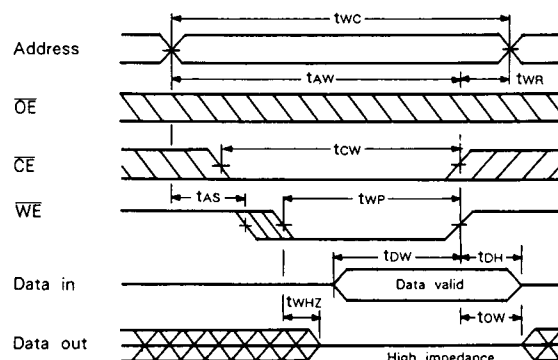 tWC
Address
tAW
tWR
OE
tCW
CE
tAS
tWP
WE
tDW
tDH
Data in
Data valid
tWHZ
tOW
Data out
High impedance